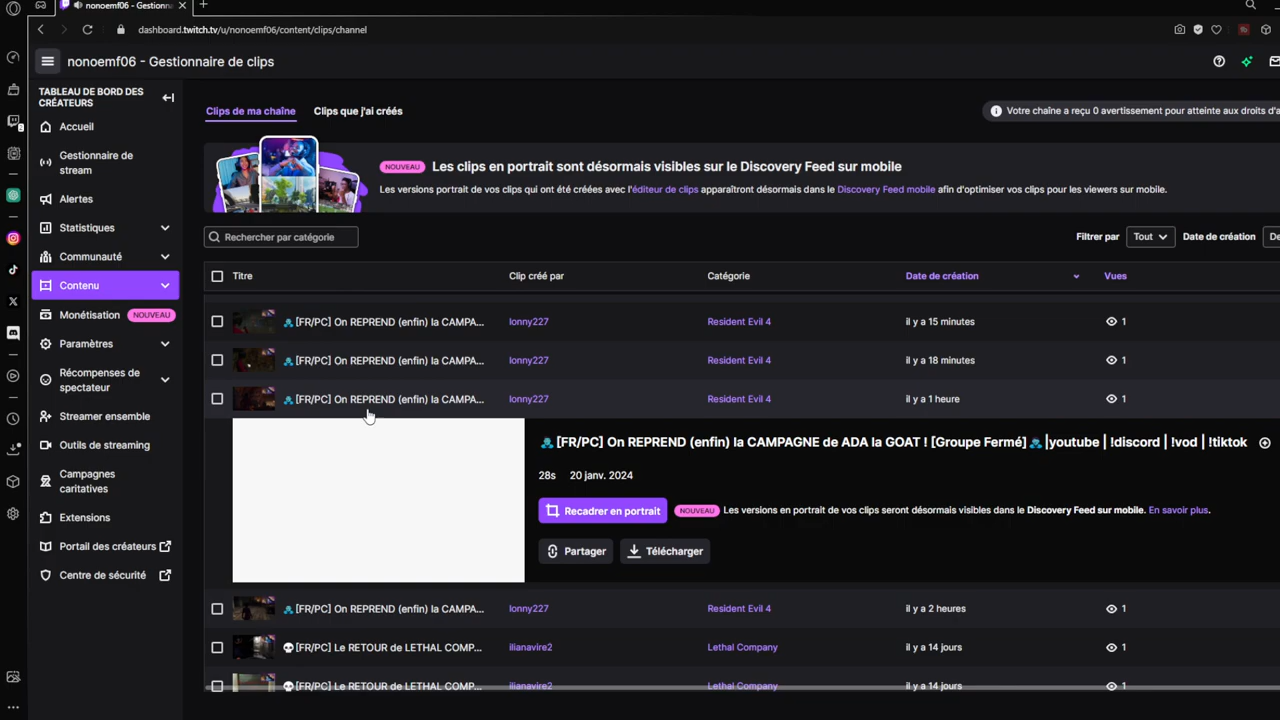 nonoemf06 - Gestionn
dashboard.twitch.tv/u/nonoemf06/content/clips/channel
nonoemf06 - Gestionnaire de clips
TABLEAU DE BORD DES
CRÉATEURS
Accueil
Gestionnaire de
stream
Alertes
Statistiques
Communauté
Contenu
Monétisation NOUVEAU
Paramètres
Récompenses de
spectateur
Streamer ensemble
Outils de streaming
Campagnes
caritatives
Extensions
Portail des créateurs
Centre de sécurité
Clips de ma chaîne Clips que j'ai créés
Votre chaîne a reçu 0 avertissement pour atteinte aux droits d'a
NOUVEAU Les clips en portrait sont désormais visibles sur le Discovery Feed sur mobile
Les versions portrait de vos clips qui ont été créées avec l'éditeur de clips apparaîtront désormais dans le Discovery Feed mobile afin d'optimiser vos clips pour les viewers sur mobile.
Rechercher par catégorie Filtrer par Tout Date de création De
Titre Clip créé par Catégorie Date de création Vues
[FR/PC] On REPREND (enfin) la CAMPA... lonny227 Resident Evil 4 il y a 15 minutes 1
[FR/PC] On REPREND (enfin) la CAMPA... lonny227 Resident Evil 4 il y a 18 minutes 1
[FR/PC] On REPREND (enfin) la CAMPA... lonny227 Resident Evil 4 il y a 1 heure 1
[FR/PC] On REPREND (enfin) la CAMPAGNE de ADA la GOAT ! [Groupe Fermé] |youtube | !discord | !vod | !tiktok
28s 20 janv. 2024
Recadrer en portrait NOUVEAU Les versions en portrait de vos clips seront désormais visibles dans le Discovery Feed sur mobile. En savoir plus.
Partager Télécharger
[FR/PC] On REPREND (enfin) la CAMPA... lonny227 Resident Evil 4 il y a 2 heures 1
[FR/PC] Le RETOUR de LETHAL COMP... ilianavire2 Lethal Company il y a 14 jours 1
[FR/PC] Le RETOUR de LETHAL COMP... ilianavire2 Lethal Company il y a 14 jours 1